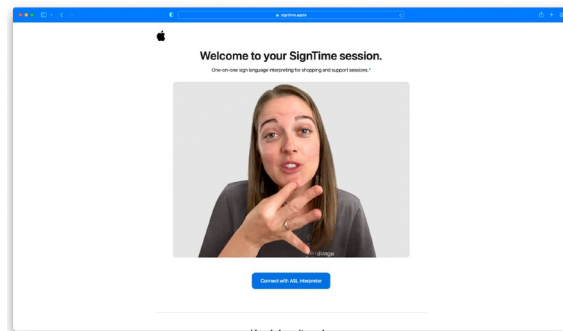 signtime.apple
Welcome to your SignTime session.
One-on-one sign language interpreting for shopping and support sessions.*
Connect with ASL interpreter